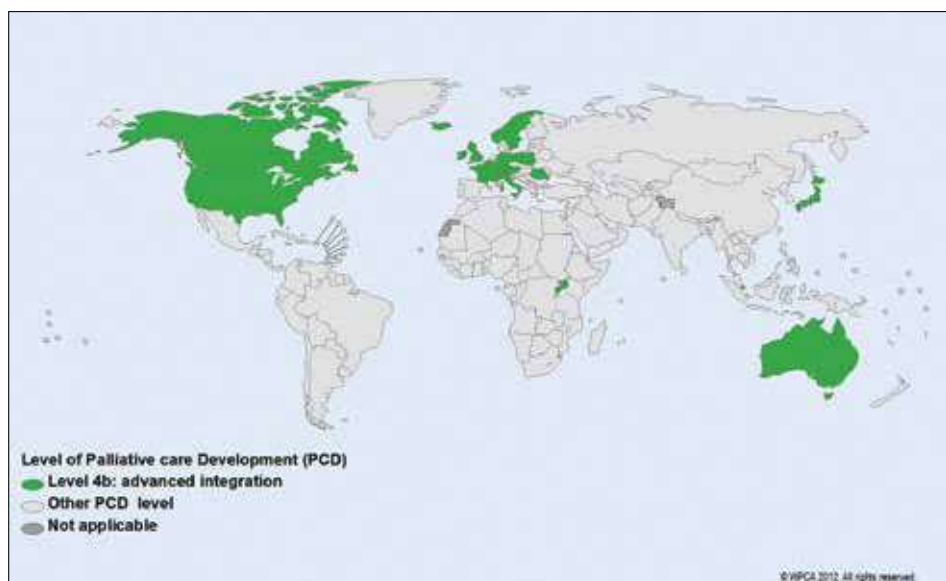 Level of Palliative care Development (PCD)
Level 4b: advanced integration
Other PCD level
Not applicable
© WPCA 2012. All rights reserved.